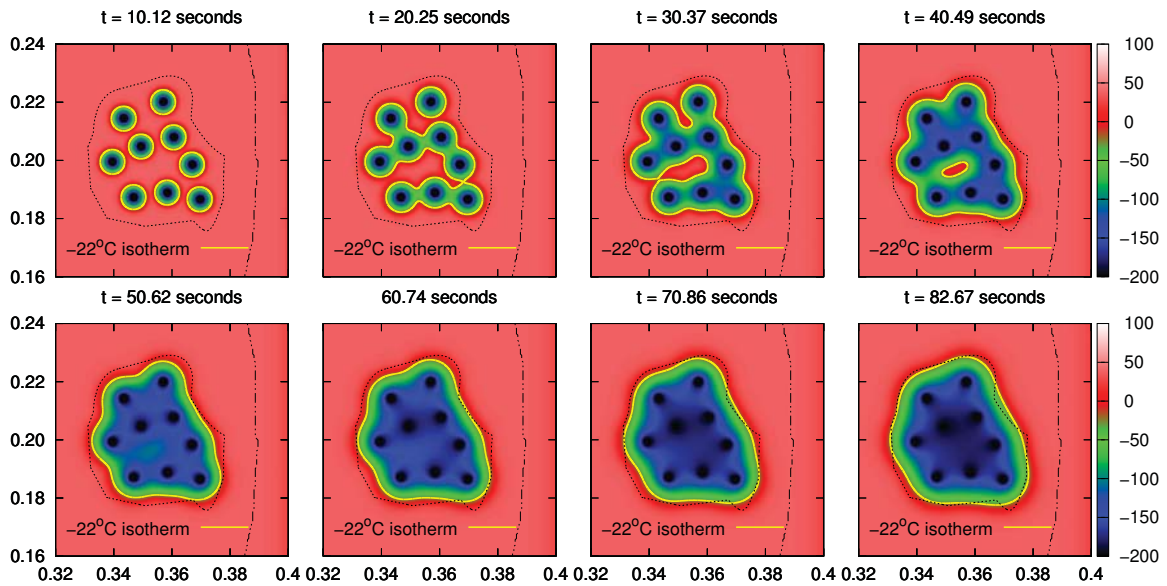 t = 10.12 seconds
t = 20.25 seconds
t = 30.37 seconds
t = 40.49 seconds
0.24
0.22
0.20
0.18
0.16
−22°C isotherm
−22°C isotherm
−22°C isotherm
−22°C isotherm
100
50
0
−50
−100
−150
−200
t = 50.62 seconds
60.74 seconds
t = 70.86 seconds
t = 82.67 seconds
0.24
0.22
0.20
0.18
0.16
−22°C isotherm
−22°C isotherm
−22°C isotherm
−22°C isotherm
100
50
0
−50
−100
−150
−200
0.32 0.34 0.36 0.38 0.4
0.32 0.34 0.36 0.38 0.4
0.32 0.34 0.36 0.38 0.4
0.32 0.34 0.36 0.38 0.4